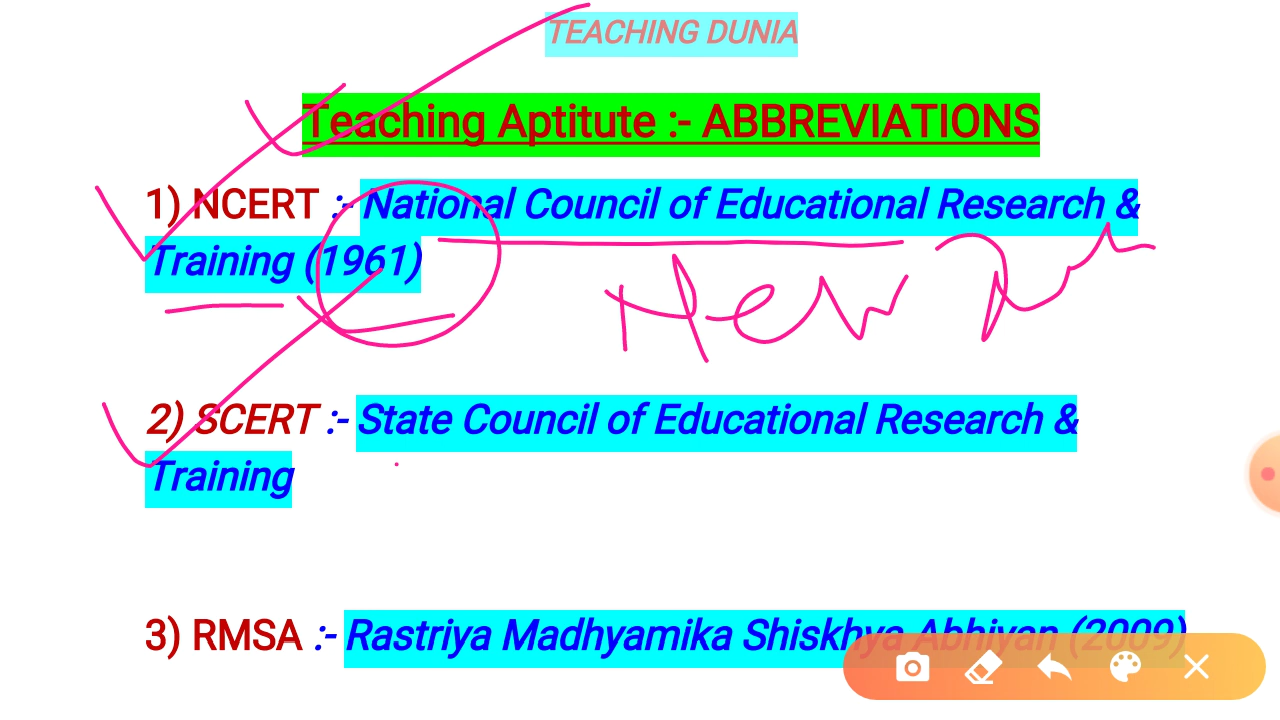 TEACHING DUNIA
Teaching Aptitute :- ABBREVIATIONS
1) NCERT :- National Council of Educational Research &
Training (1961)
New
2) SCERT :- State Council of Educational Research &
Training
3) RMSA :- Rastriya Madhyamika Shiskhya Abhiyan (2009)